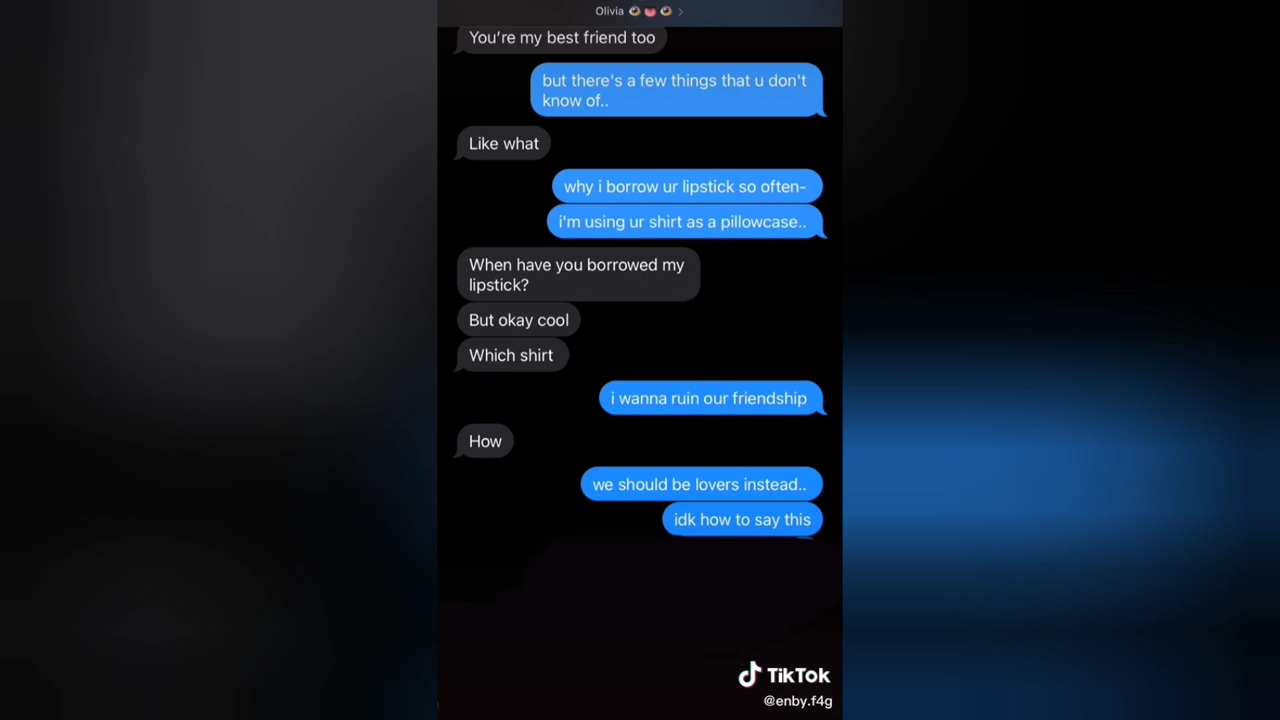 Olivia 👁️👅👁️ >
You're my best friend too
but there's a few things that u don't
know of..
Like what
why i borrow ur lipstick so often-
i'm using ur shirt as a pillowcase..
When have you borrowed my
lipstick?
But okay cool
Which shirt
i wanna ruin our friendship
How
we should be lovers instead..
idk how to say this
TikTok
@enby.f4g